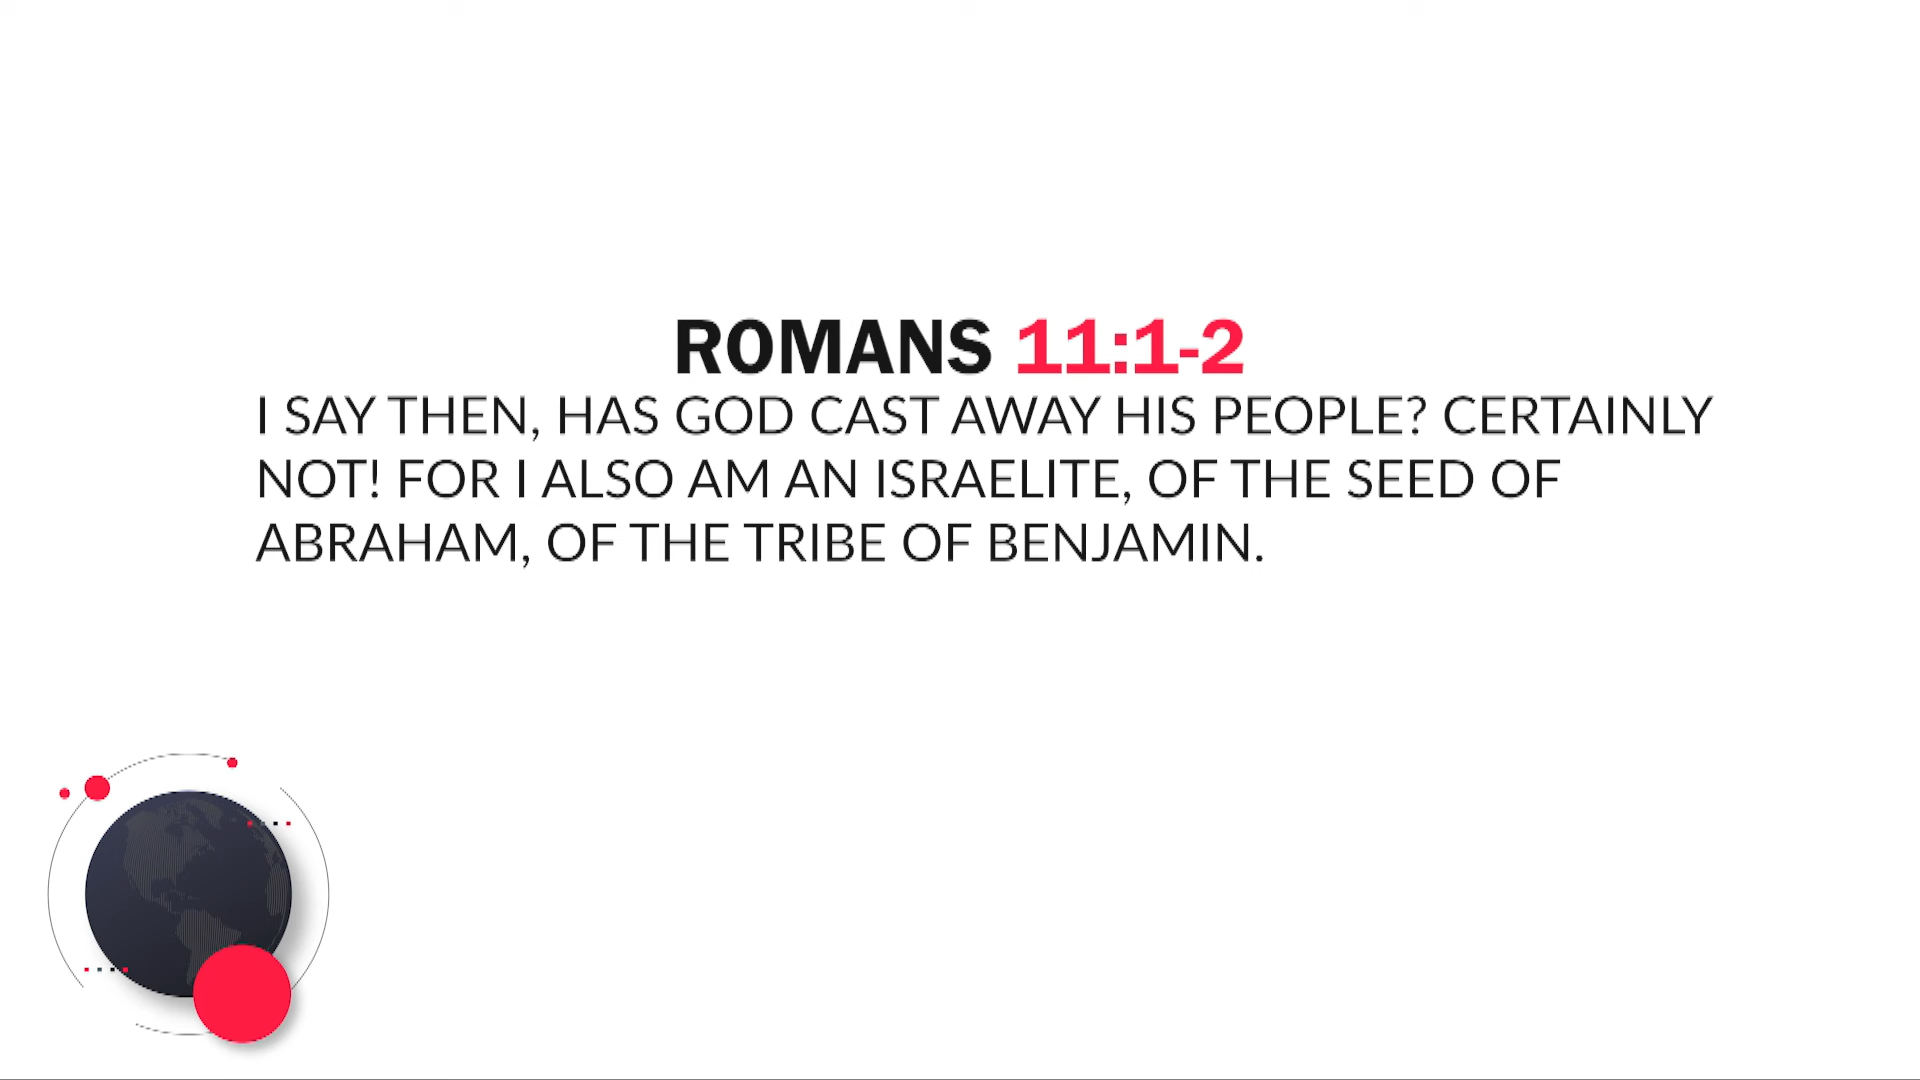 ROMANS 11:1-2
I SAY THEN, HAS GOD CAST AWAY HIS PEOPLE? CERTAINLY
NOT! FOR I ALSO AM AN ISRAELITE, OF THE SEED OF
ABRAHAM, OF THE TRIBE OF BENJAMIN.